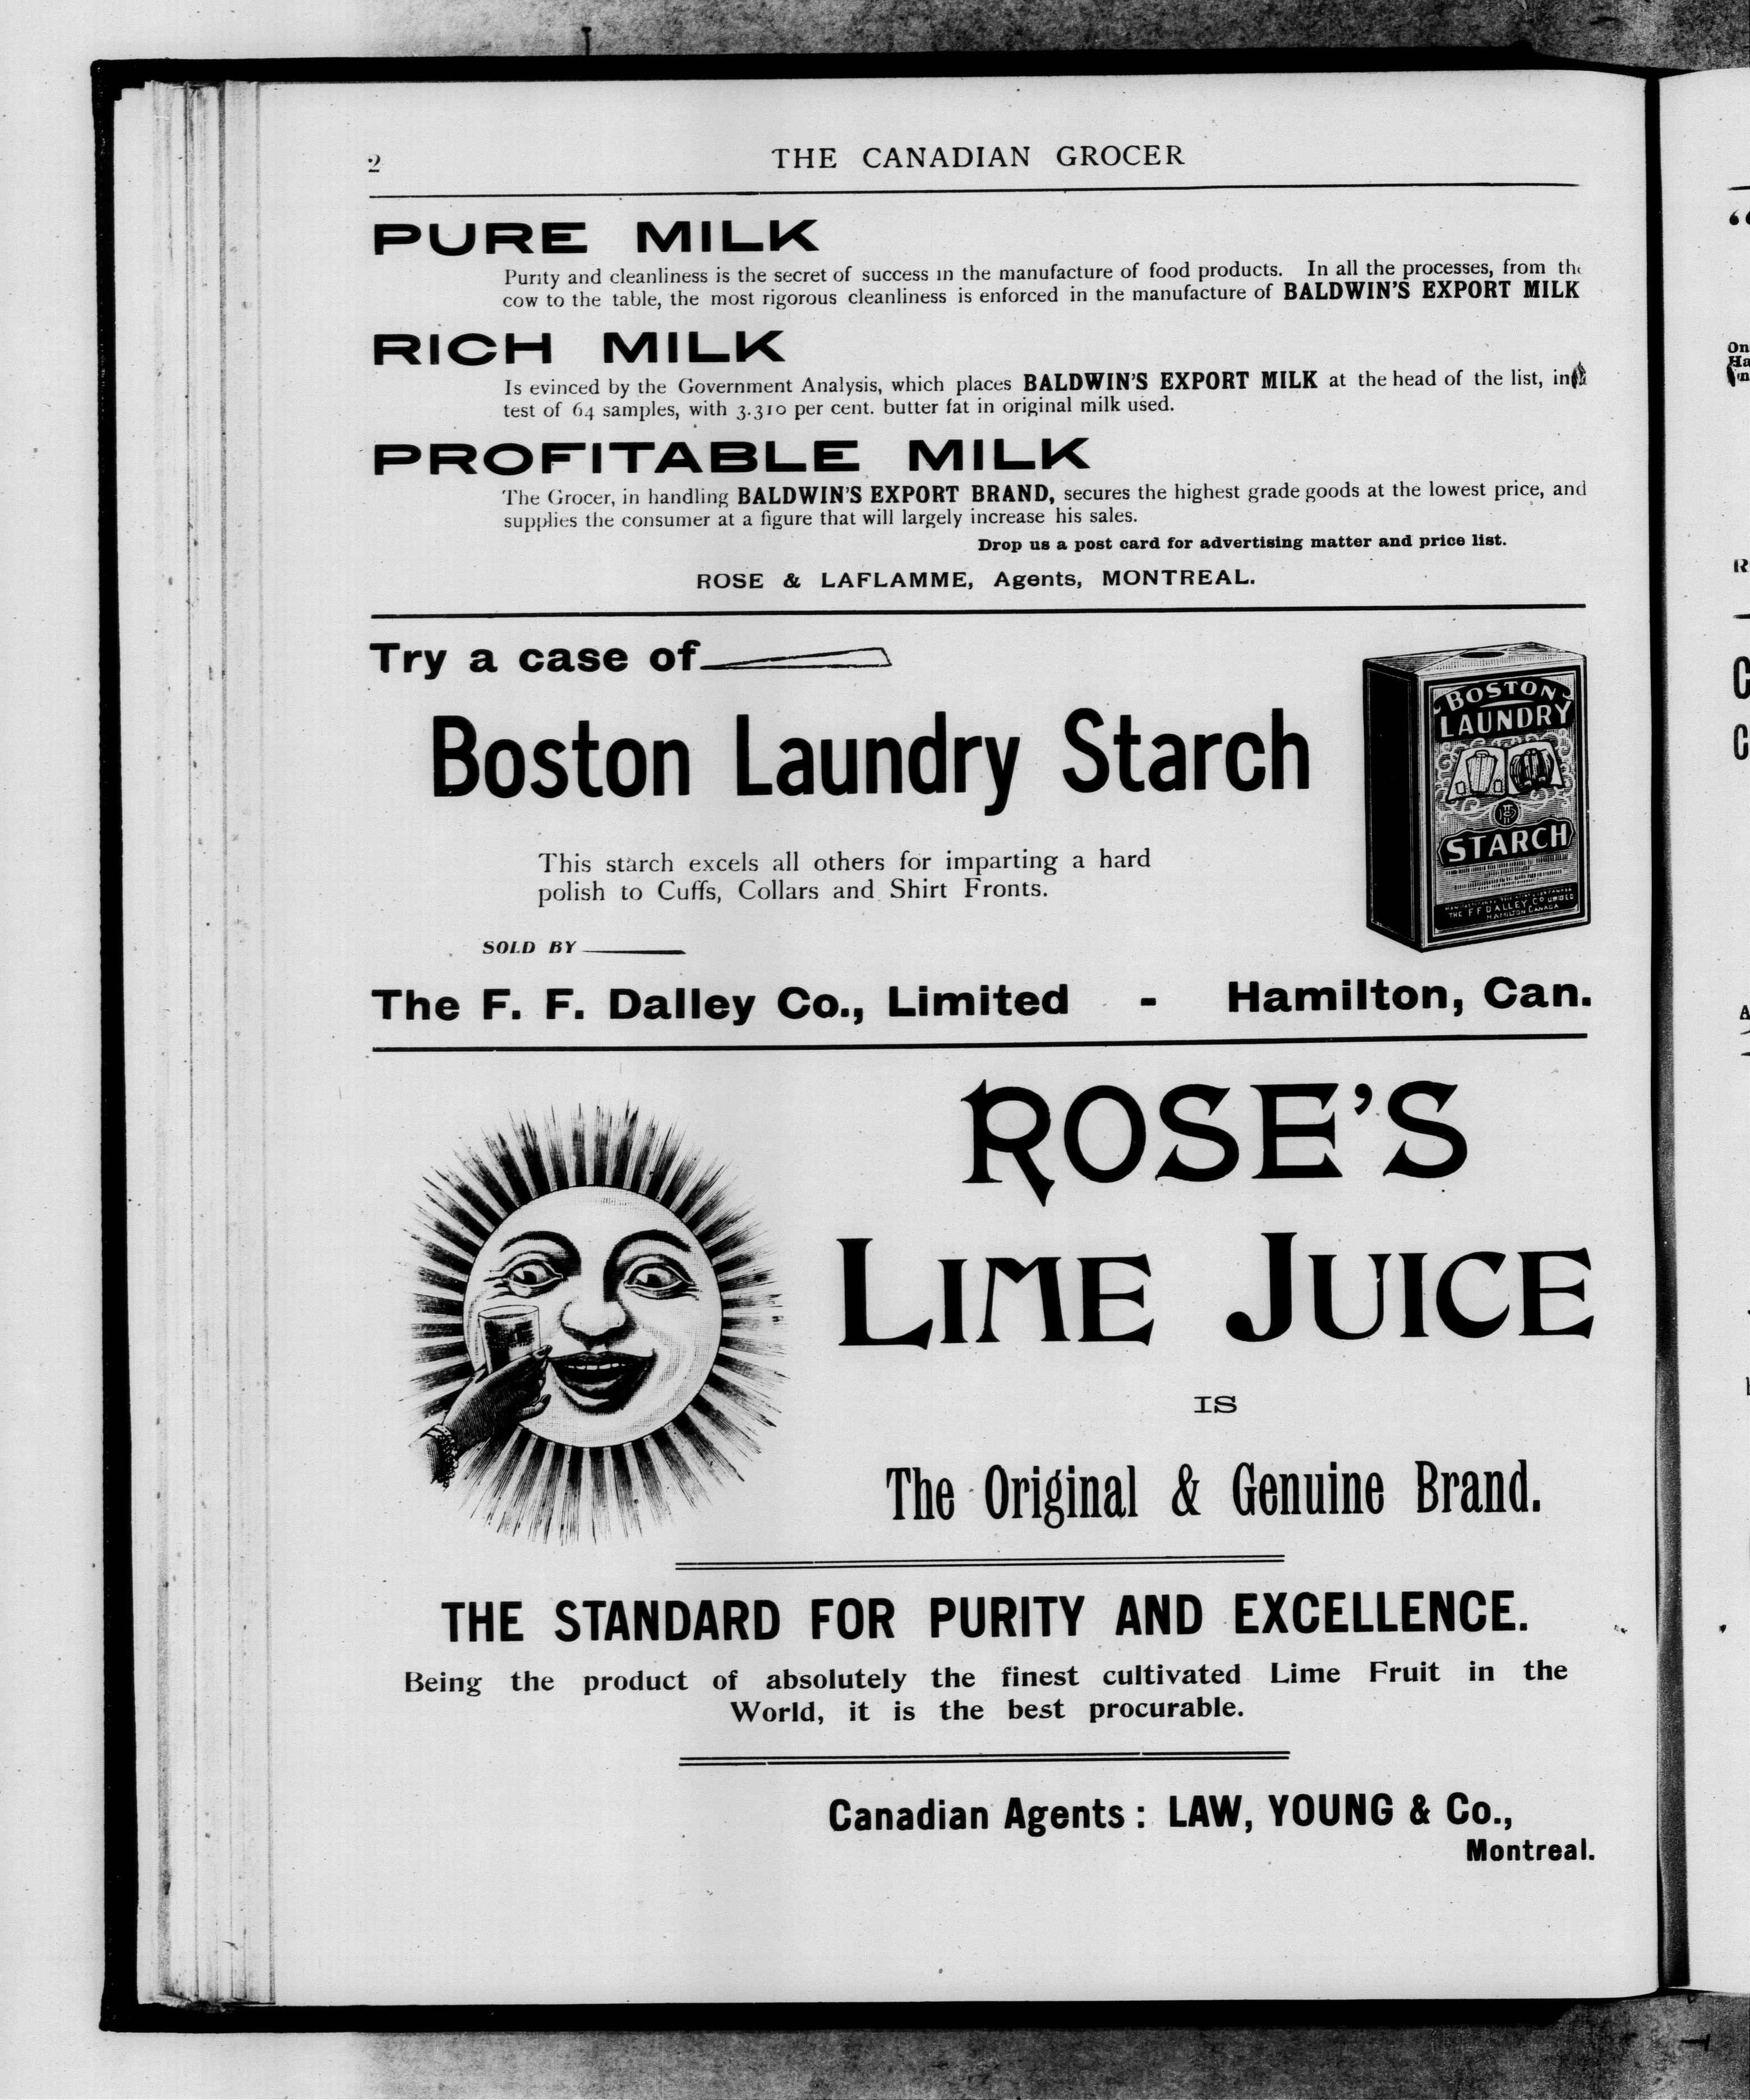 2
THE CANADIAN GROCER
PURE MILK
Purity and cleanliness is the secret of success in the manufacture of food products. In all the processes, from the
cow to the table, the most rigorous cleanliness is enforced in the manufacture of BALDWIN'S EXPORT MILK
RICH MILK
Is evinced by the Government Analysis, which places BALDWIN'S EXPORT MILK at the head of the list, in
test of 64 samples, with 3.310 per cent. butter fat in original milk used.
PROFITABLE MILK
The Grocer, in handling BALDWIN'S EXPORT BRAND, secures the highest grade goods at the lowest price, and
supplies the consumer at a figure that will largely increase his sales.
Drop us a post card for advertising matter and price list.
ROSE & LAFLAMME, Agents, MONTREAL.
Try a case of
Boston Laundry Starch
BOSTON
LAUNDRY
STARCH
THE F F DALLEY CO LIMITED
HAMILTON CANADA
This starch excels all others for imparting a hard
polish to Cuffs, Collars and Shirt Fronts.
SOLD BY
The F. F. Dalley Co., Limited - Hamilton, Can.
ROSE'S
LIME JUICE
IS
The Original & Genuine Brand.
THE STANDARD FOR PURITY AND EXCELLENCE.
Being the product of absolutely the finest cultivated Lime Fruit in the
World, it is the best procurable.
Canadian Agents: LAW, YOUNG & Co.,
Montreal.